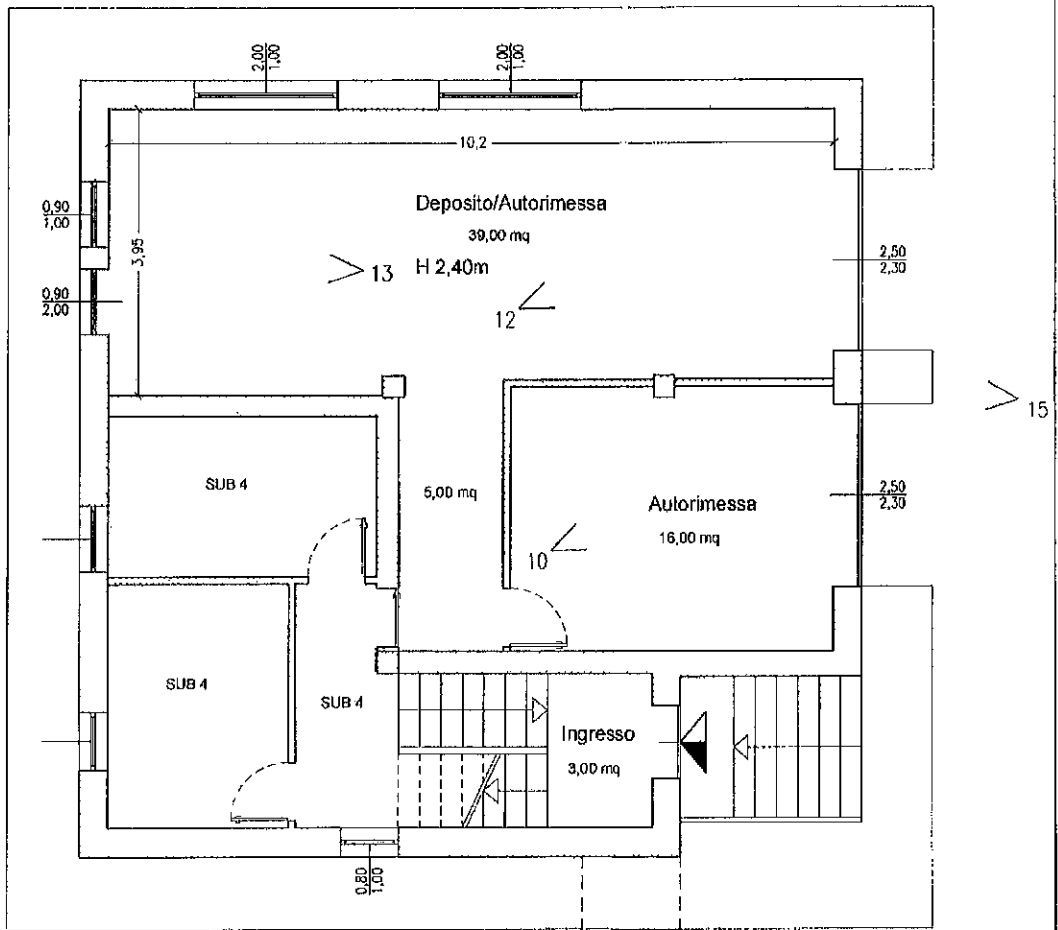 2,00
1,00
2,00
1,00
10,2
Deposito/Autorimessa
39,00 mq
H 2,40m
0,90
1,00
3,95
13
12
0,90
2,00
2,50
2,30
15
SUB 4
5,00 mq
Autorimessa
16,00 mq
2,50
2,30
10
SUB 4
SUB 4
Ingresso
3,00 mq
0,80
1,00